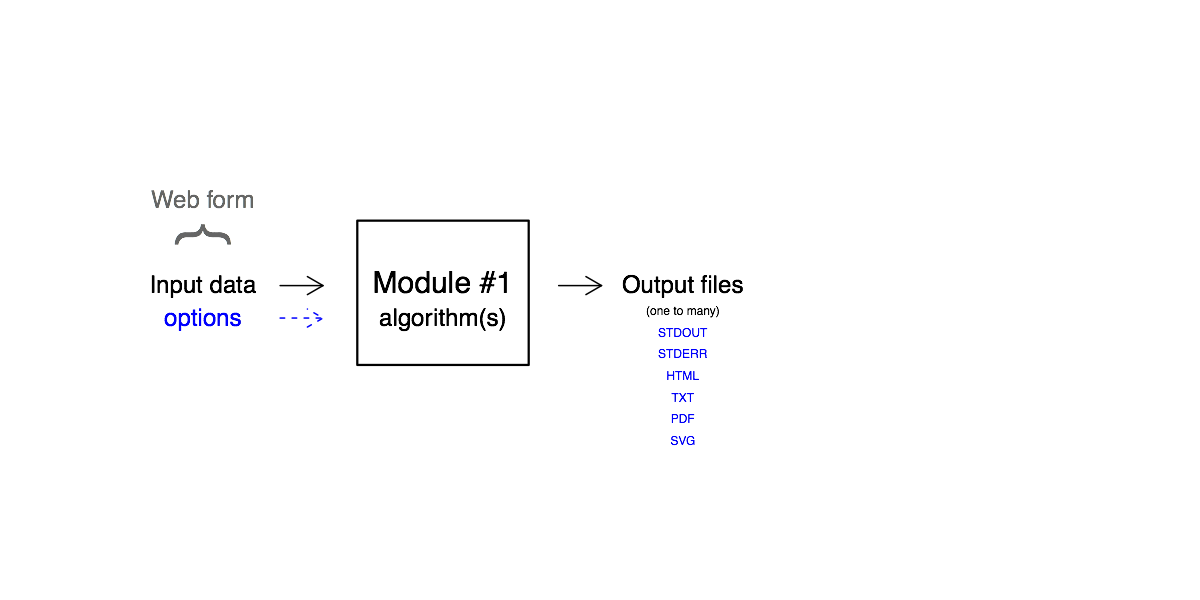 Web form
Input data
options
Module #1
algorithm(s)
Output files
(one to many)
STDOUT
STDERR
HTML
TXT
PDF
SVG